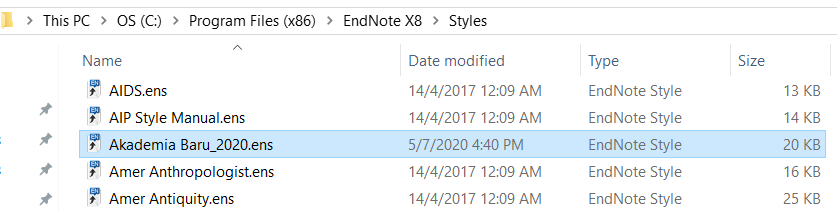 This PC > OS (C:) > Program Files (x86) > EndNote X8 > Styles
Name Date modified Type Size
AIDS.ens 14/4/2017 12:09 AM EndNote Style 13 KB
AIP Style Manual.ens 14/4/2017 12:09 AM EndNote Style 14 KB
Akademia Baru_2020.ens 5/7/2020 4:40 PM EndNote Style 20 KB
Amer Anthropologist.ens 14/4/2017 12:09 AM EndNote Style 16 KB
Amer Antiquity.ens 14/4/2017 12:09 AM EndNote Style 25 KB